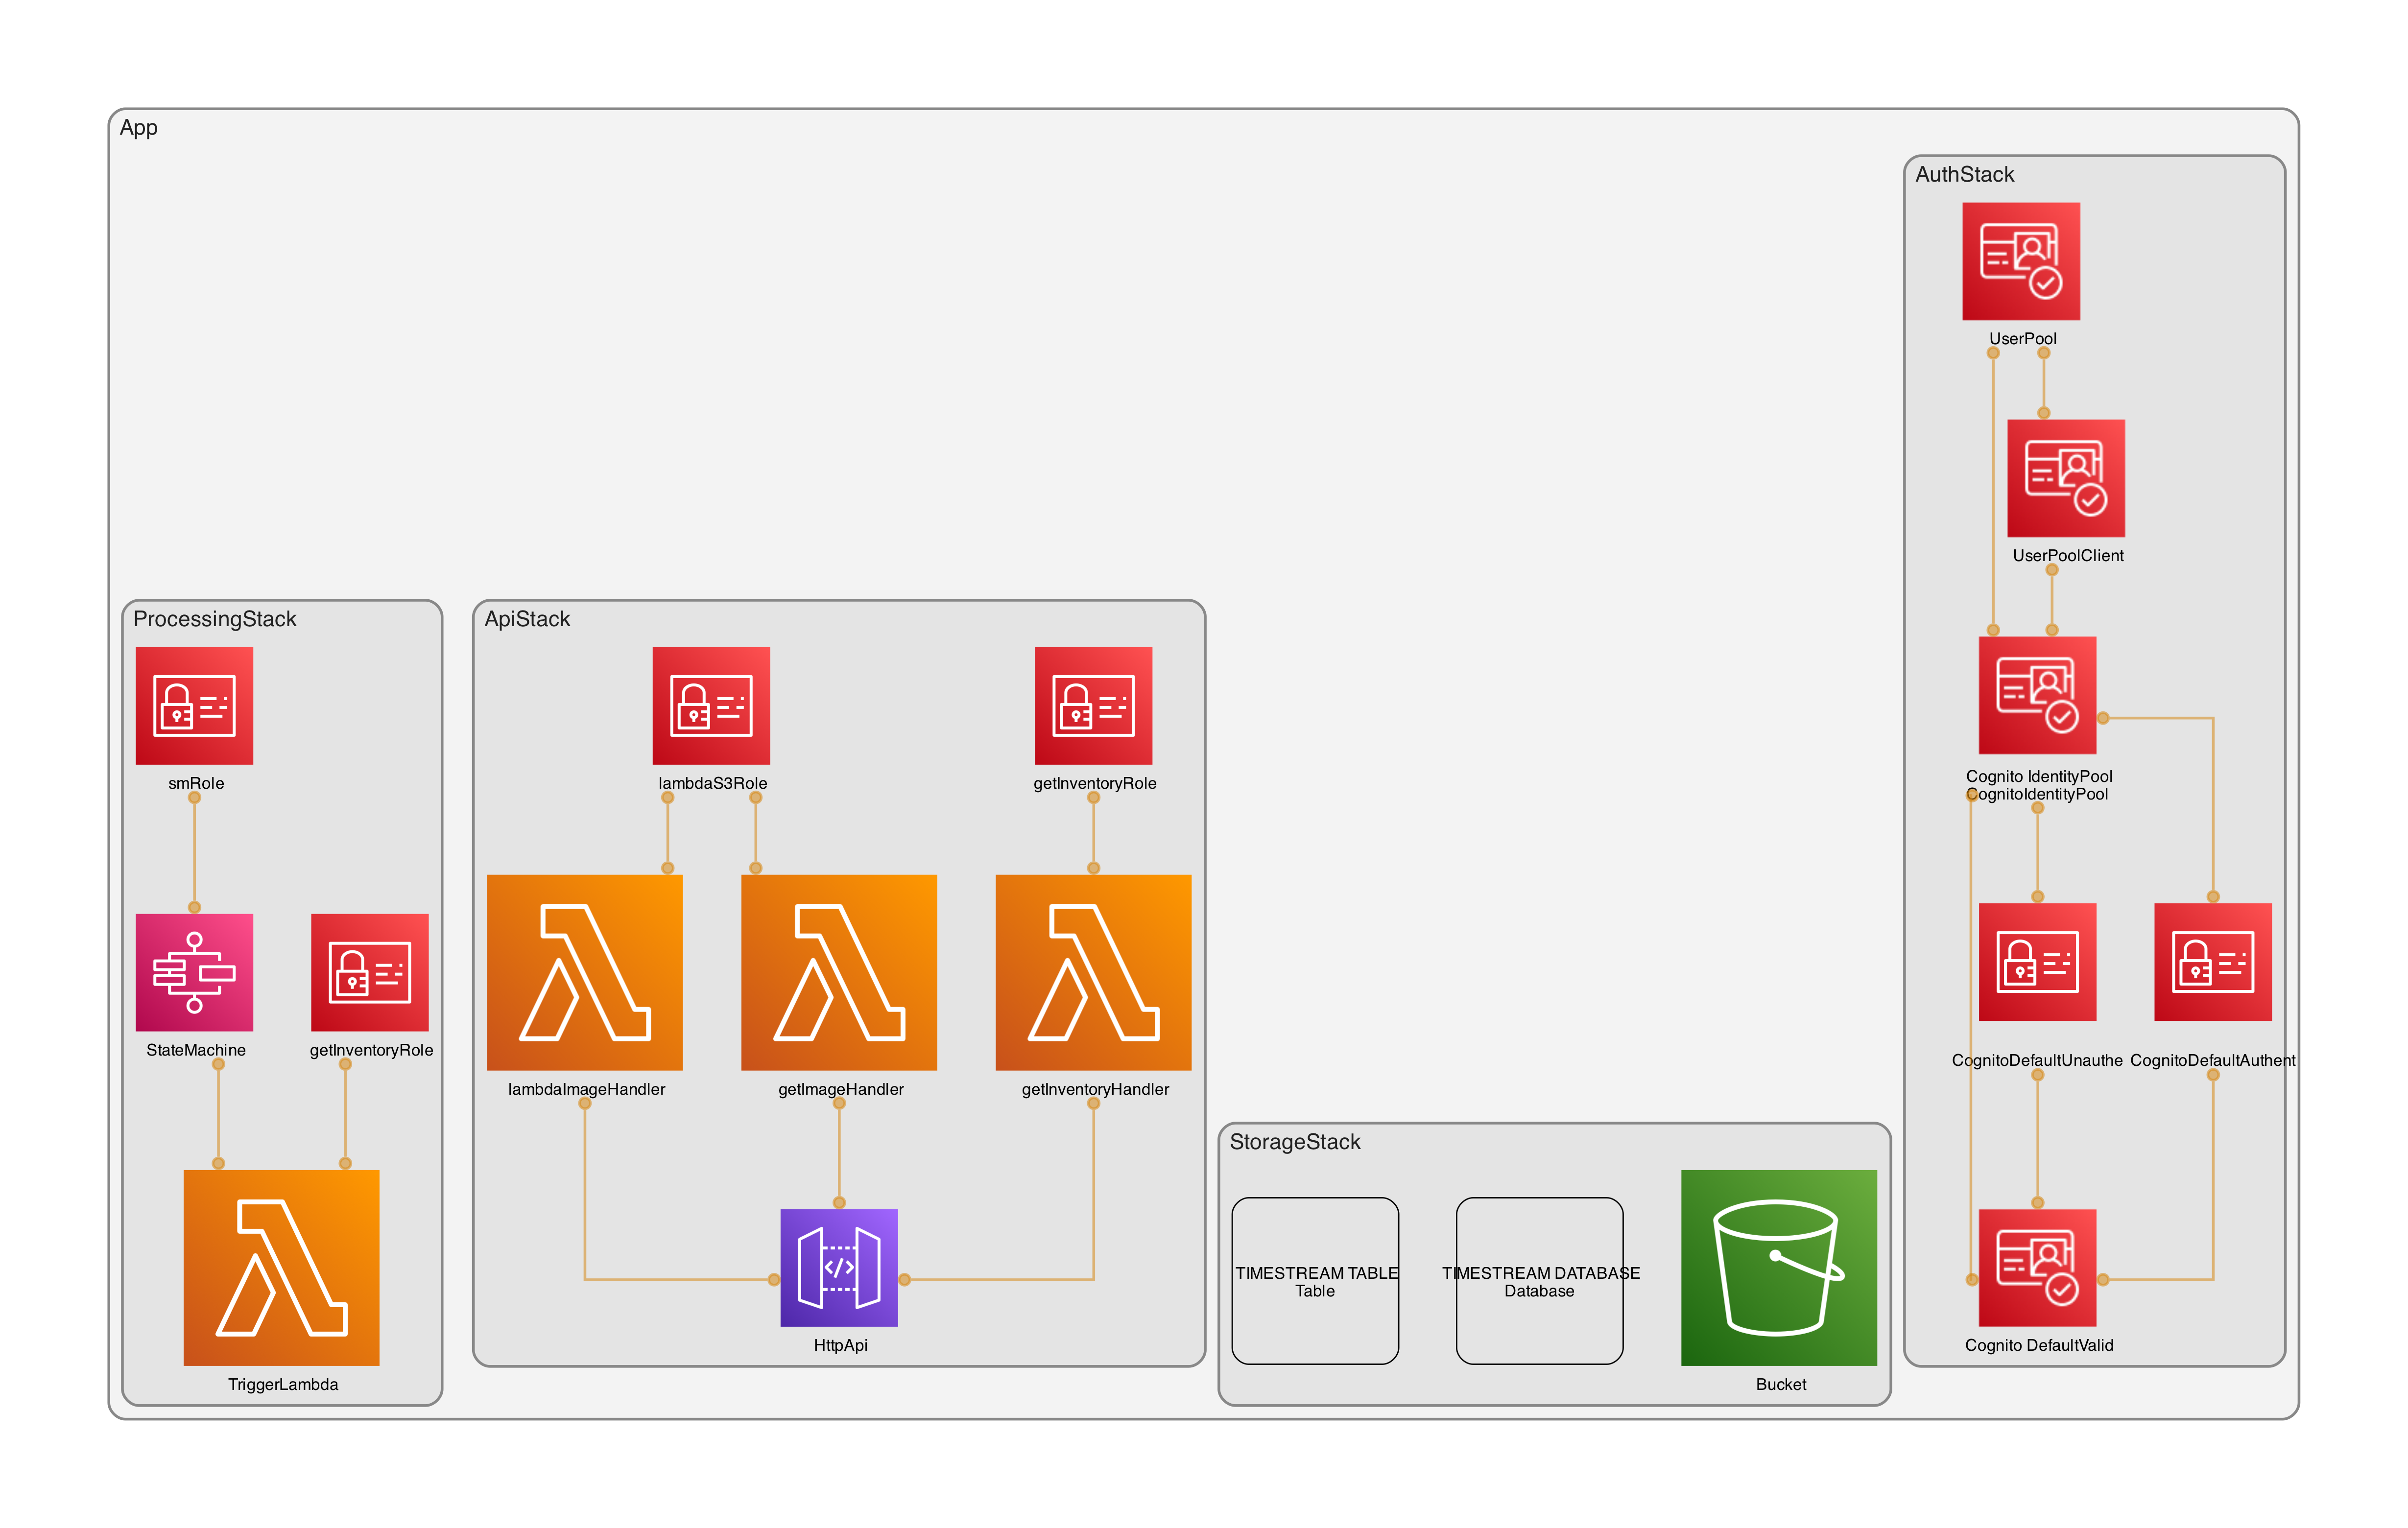 App
AuthStack
UserPool
UserPoolClient
Cognito IdentityPool
CognitoIdentityPool
CognitoDefaultUnauthe
CognitoDefaultAuthent
Cognito DefaultValid
ProcessingStack
smRole
StateMachine
getInventoryRole
TriggerLambda
ApiStack
lambdaS3Role
getInventoryRole
lambdaImageHandler
getImageHandler
getInventoryHandler
HttpApi
StorageStack
TIMESTREAM TABLE
Table
TIMESTREAM DATABASE
Database
Bucket